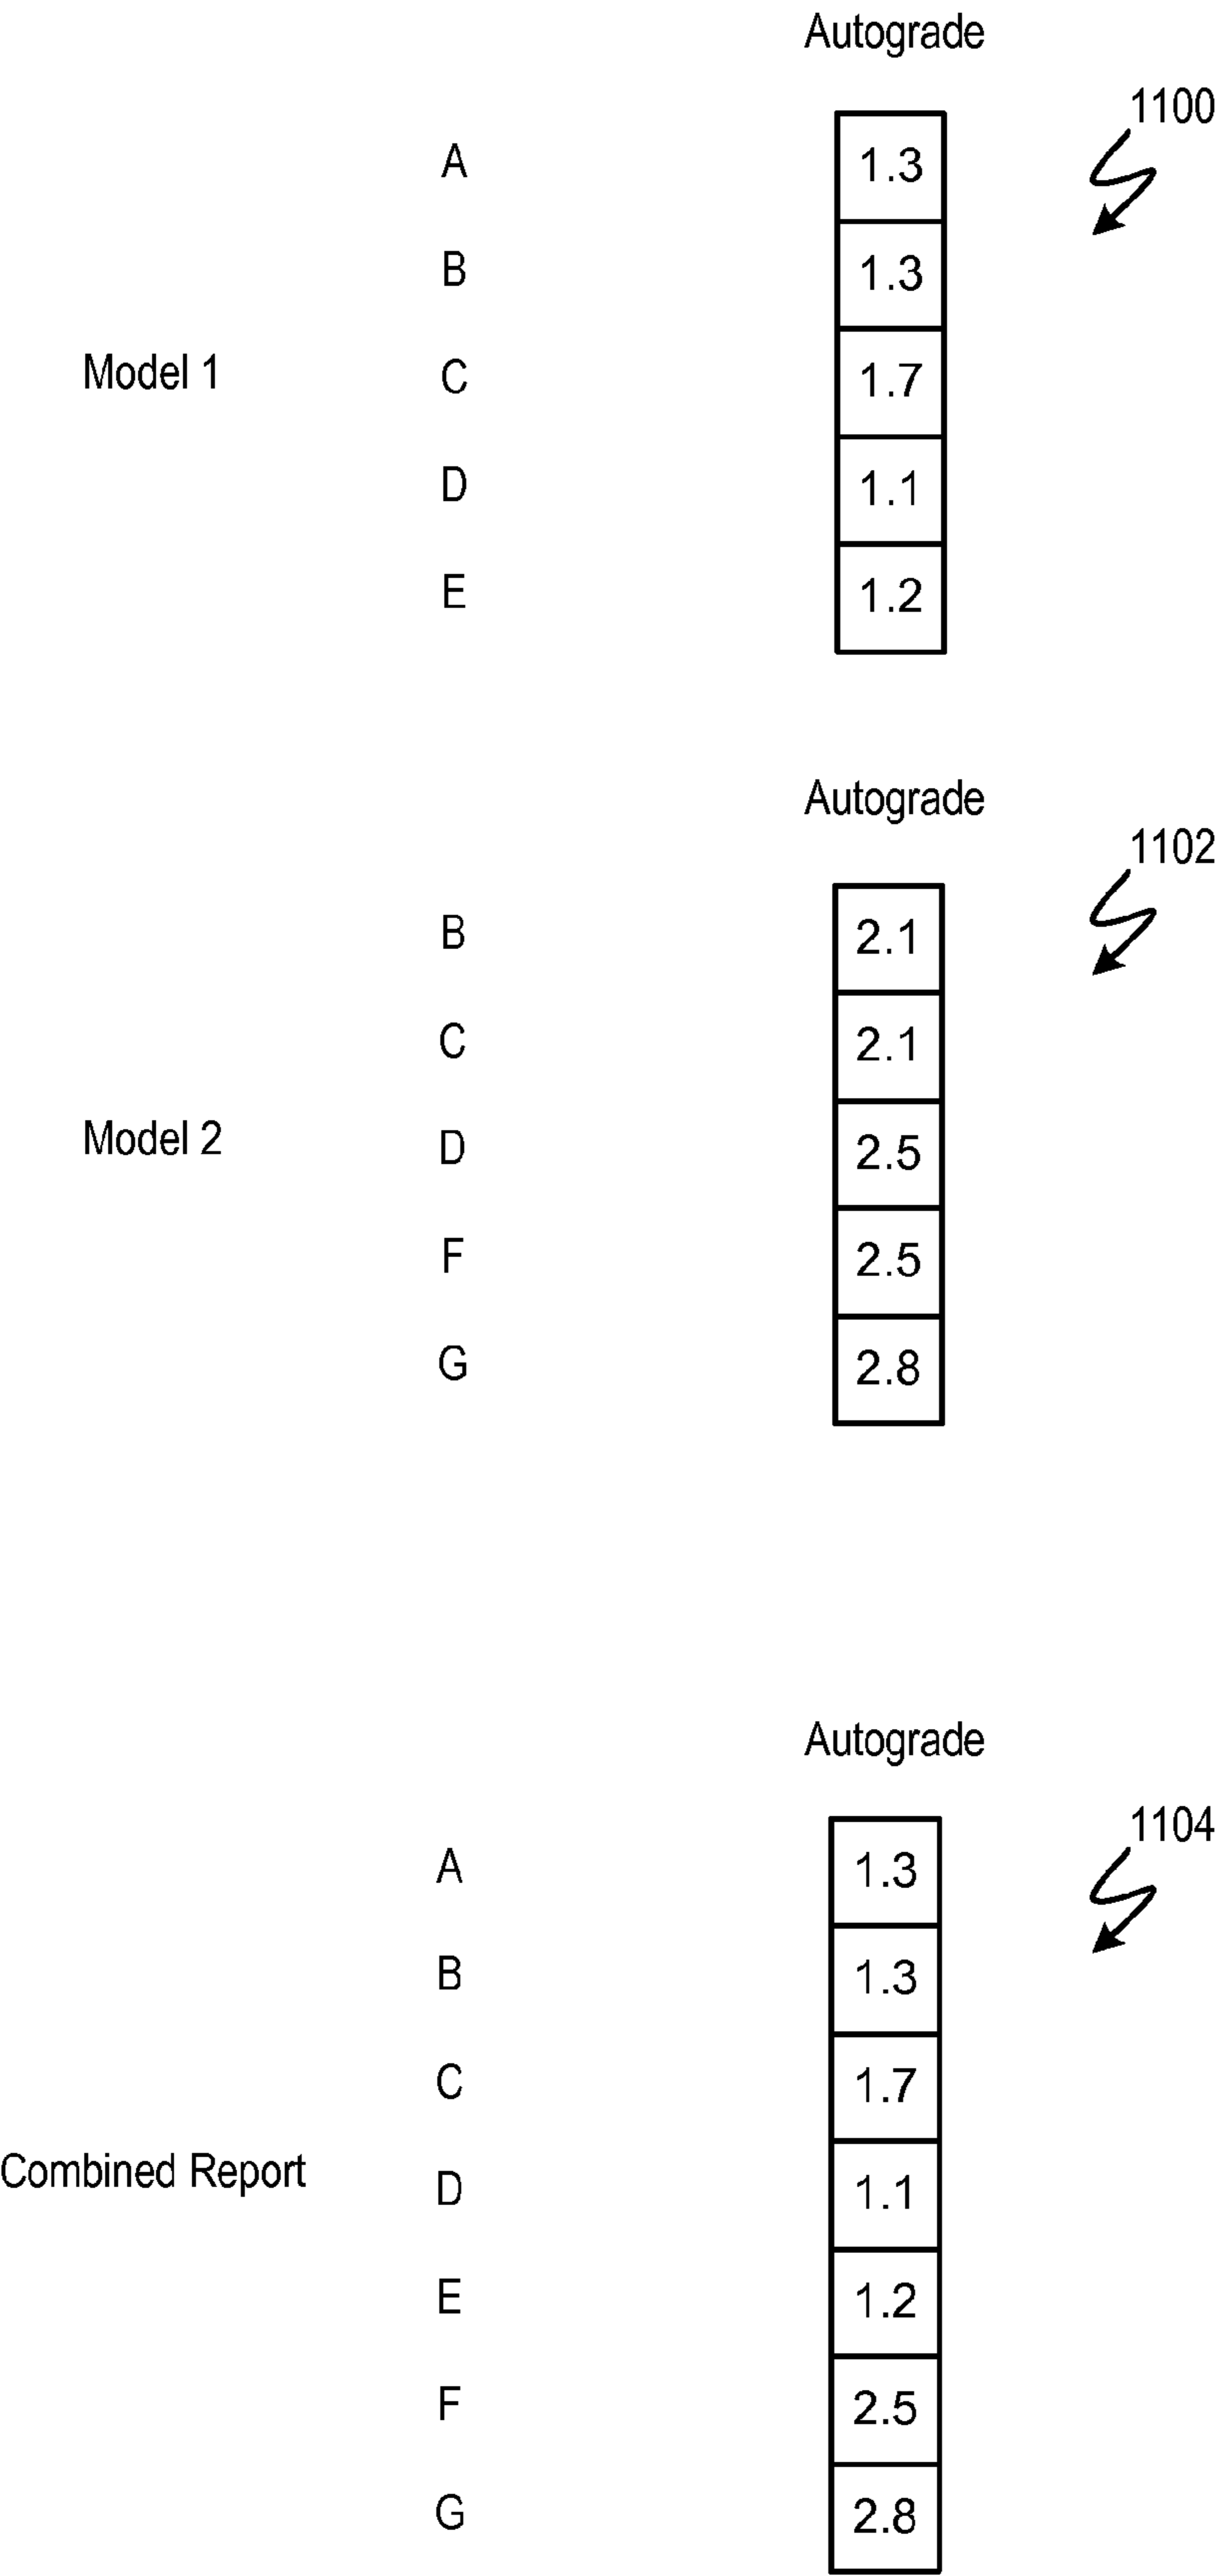 Autograde
1100
A 1.3
B 1.3
Model 1 C 1.7
D 1.1
E 1.2
Autograde
1102
B 2.1
C 2.1
Model 2 D 2.5
F 2.5
G 2.8
Autograde
1104
A 1.3
B 1.3
C 1.7
Combined Report D 1.1
E 1.2
F 2.5
G 2.8